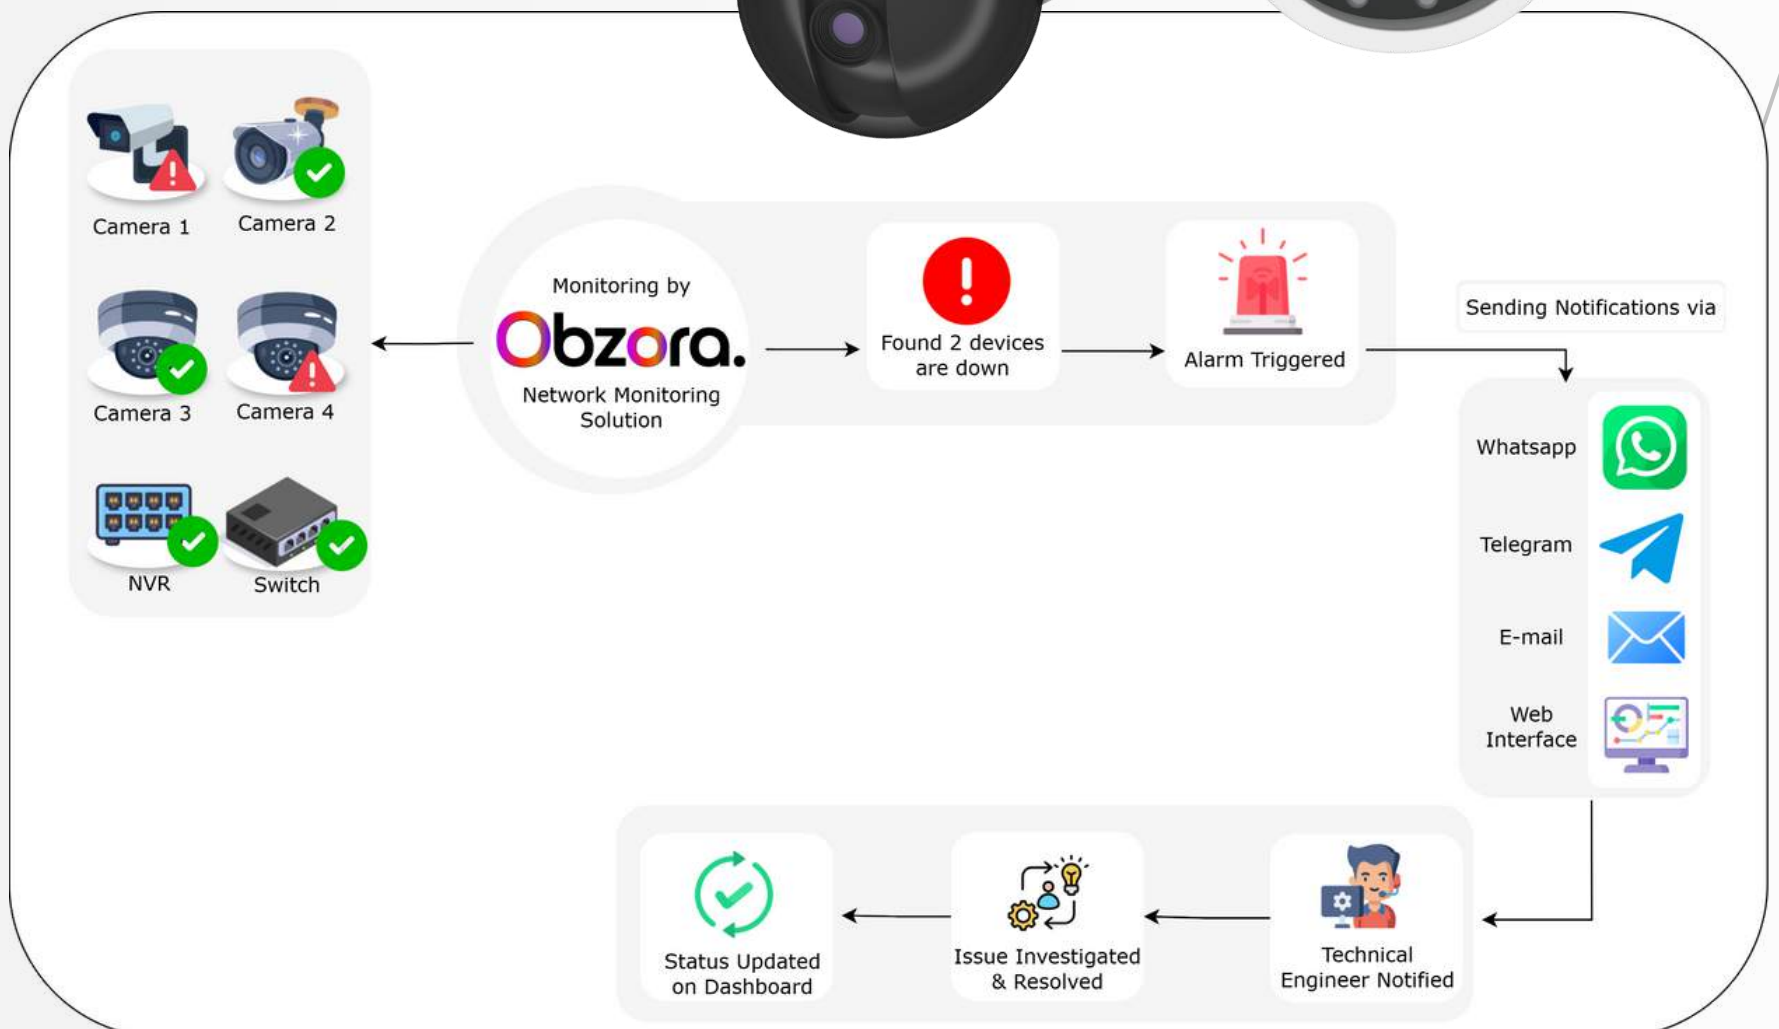 Camera 1
Camera 2
Camera 3
Camera 4
NVR
Switch
Monitoring by
Obzora.
Network Monitoring
Solution
Found 2 devices
are down
Alarm Triggered
Sending Notifications via
Whatsapp
Telegram
E-mail
Web
Interface
Technical
Engineer Notified
Issue Investigated
& Resolved
Status Updated
on Dashboard